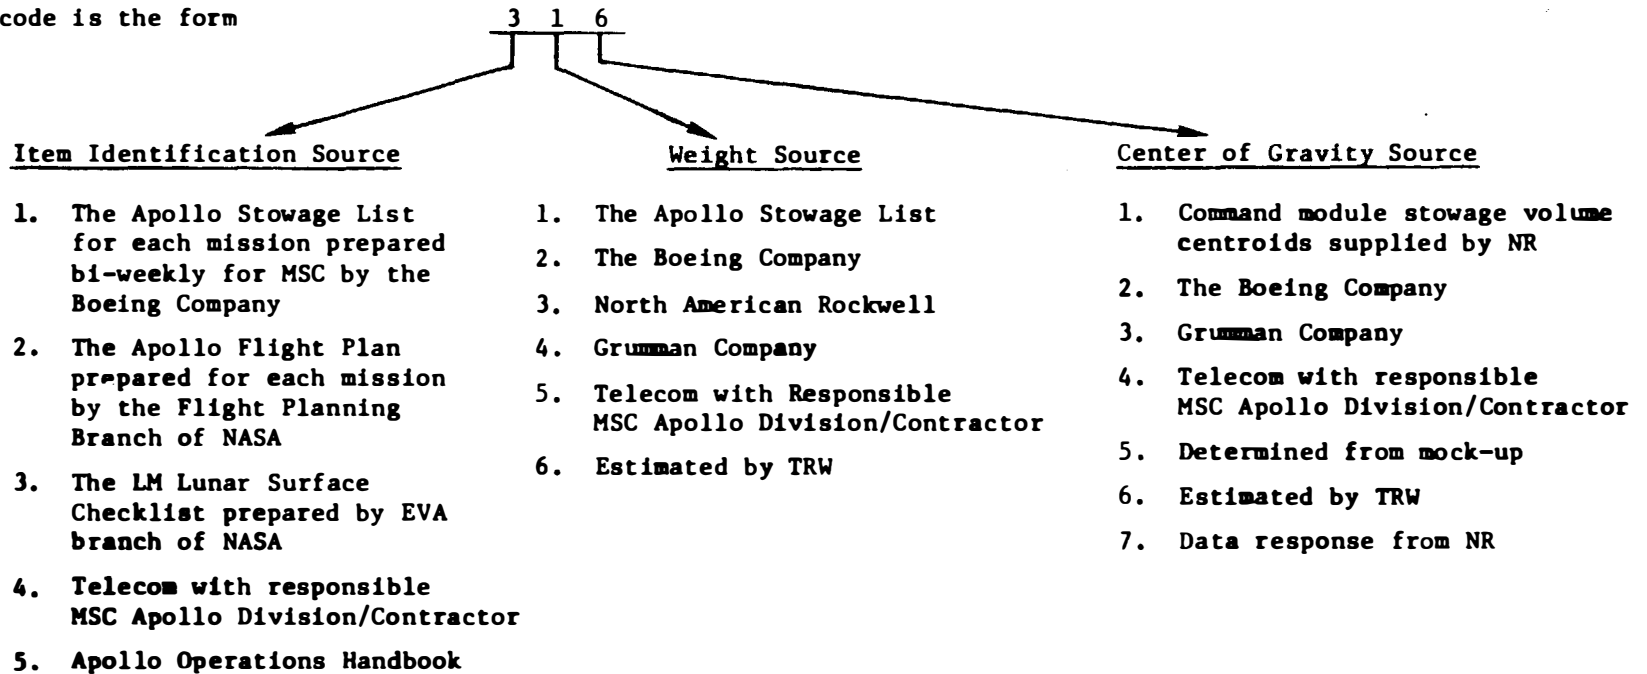 code is the form
3 1 6
Item Identification Source
1. The Apollo Stowage List
for each mission prepared
bi-weekly for MSC by the
Boeing Company
2. The Apollo Flight Plan
prepared for each mission
by the Flight Planning
Branch of NASA
3. The LM Lunar Surface
Checklist prepared by EVA
branch of NASA
4. Telecom with responsible
MSC Apollo Division/Contractor
5. Apollo Operations Handbook
Weight Source
1. The Apollo Stowage List
2. The Boeing Company
3. North American Rockwell
4. Grumman Company
5. Telecom with Responsible
MSC Apollo Division/Contractor
6. Estimated by TRW
Center of Gravity Source
1. Command module stowage volume
centroids supplied by NR
2. The Boeing Company
3. Grumman Company
4. Telecom with responsible
MSC Apollo Division/Contractor
5. Determined from mock-up
6. Estimated by TRW
7. Data response from NR